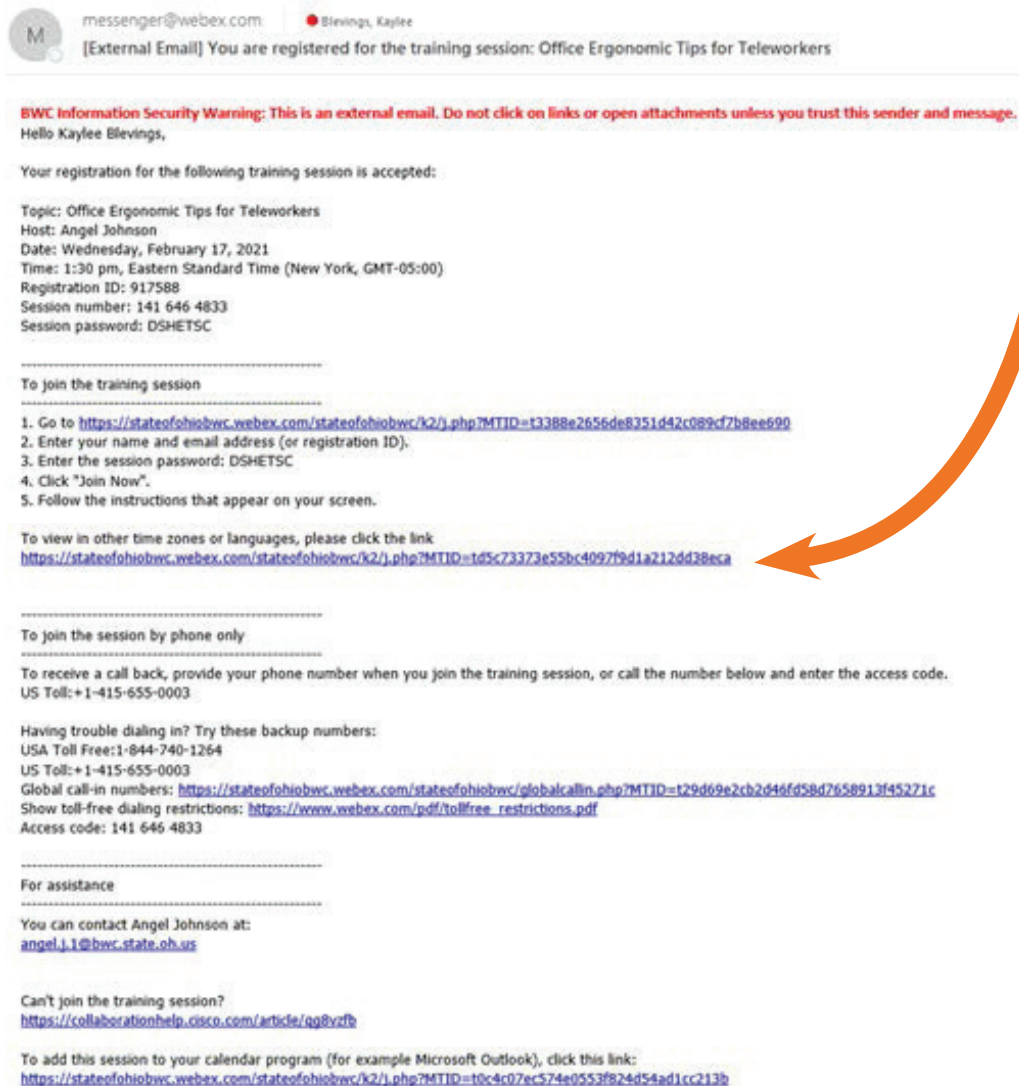 M
messenger@webex.com Blevings, Kaylee
[External Email] You are registered for the training session: Office Ergonomic Tips for Teleworkers
BWC Information Security Warning: This is an external email. Do not click on links or open attachments unless you trust this sender and message.
Hello Kaylee Blevings,
Your registration for the following training session is accepted:
Topic: Office Ergonomic Tips for Teleworkers
Host: Angel Johnson
Date: Wednesday, February 17, 2021
Time: 1:30 pm, Eastern Standard Time (New York, GMT-05:00)
Registration ID: 917588
Session number: 141 646 4833
Session password: DSHETSC
-------------------------------------------------------
To join the training session
-------------------------------------------------------
1. Go to https://stateofohiobwc.webex.com/stateofohiobwc/k2/j.php?MTID=t3388e2656de8351d42c089cf7b8ee690
2. Enter your name and email address (or registration ID).
3. Enter the session password: DSHETSC
4. Click "Join Now".
5. Follow the instructions that appear on your screen.
To view in other time zones or languages, please click the link
https://stateofohiobwc.webex.com/stateofohiobwc/k2/j.php?MTID=td5c73373e55bc4097f9d1a212dd38eca
-------------------------------------------------------
To join the session by phone only
-------------------------------------------------------
To receive a call back, provide your phone number when you join the training session, or call the number below and enter the access code.
US Toll:+1-415-655-0003
Having trouble dialing in? Try these backup numbers:
USA Toll Free:1-844-740-1264
US Toll:+1-415-655-0003
Global call-in numbers: https://stateofohiobwc.webex.com/stateofohiobwc/globalcallin.php?MTID=t29d69e2cb2d46fd58d7658913f45271c
Show toll-free dialing restrictions: https://www.webex.com/pdf/tollfree_restrictions.pdf
Access code: 141 646 4833
-------------------------------------------------------
For assistance
-------------------------------------------------------
You can contact Angel Johnson at:
angel.j.1@bwc.state.oh.us
Can't join the training session?
https://collaborationhelp.cisco.com/article/qg8vzfb
To add this session to your calendar program (for example Microsoft Outlook), click this link:
https://stateofohiobwc.webex.com/stateofohiobwc/k2/j.php?MTID=t0c4c07ec574e0553f824d54ad1cc213b